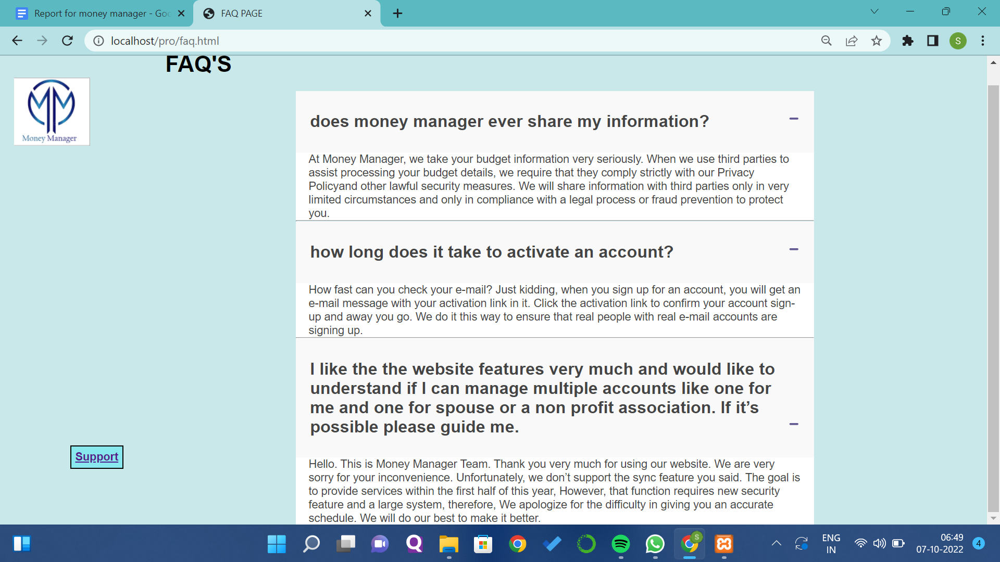 Report for money manager - Goo
FAQ PAGE
localhost/pro/faq.html
S
FAQ'S
Money Manager
does money manager ever share my information?
At Money Manager, we take your budget information very seriously. When we use third parties to
assist processing your budget details, we require that they comply strictly with our Privacy
Policyand other lawful security measures. We will share information with third parties only in very
limited circumstances and only in compliance with a legal process or fraud prevention to protect
you.
how long does it take to activate an account?
How fast can you check your e-mail? Just kidding, when you sign up for an account, you will get an
e-mail message with your activation link in it. Click the activation link to confirm your account sign-
up and away you go. We do it this way to ensure that real people with real e-mail accounts are
signing up.
I like the the website features very much and would like to
understand if I can manage multiple accounts like one for
me and one for spouse or a non profit association. If it’s
possible please guide me.
Support
Hello. This is Money Manager Team. Thank you very much for using our website. We are very
sorry for your inconvenience. Unfortunately, we don’t support the sync feature you said. The goal is
to provide services within the first half of this year, However, that function requires new security
feature and a large system, therefore, We apologize for the difficulty in giving you an accurate
schedule. We will do our best to make it better.
S
ENG
IN
06:49
07-10-2022
4